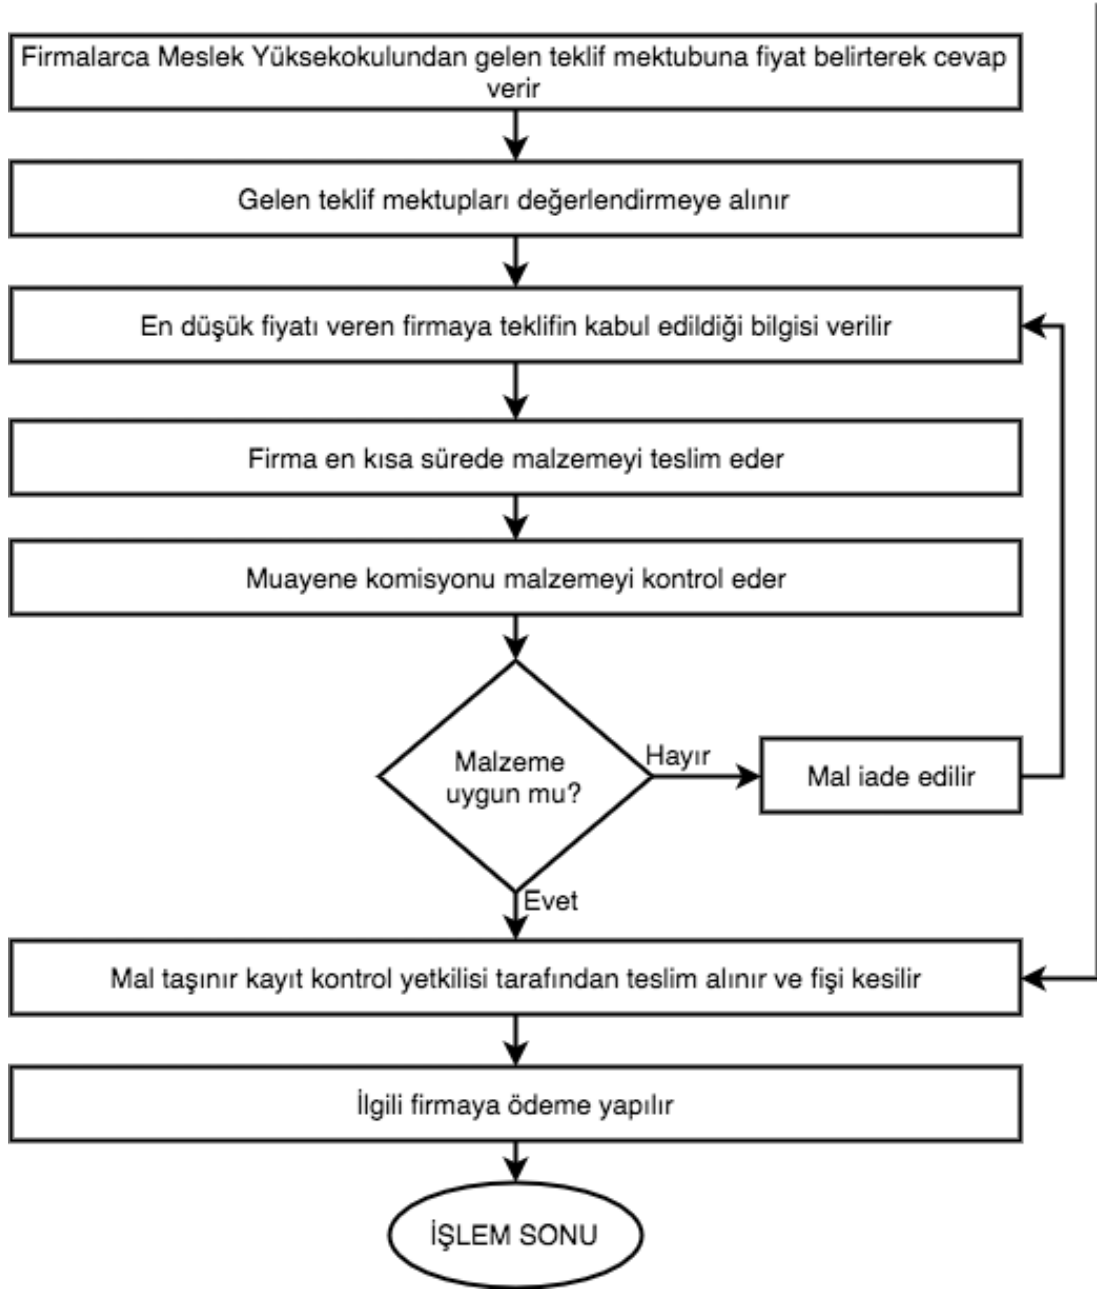 Firmalarca Meslek Yüksekokulundan gelen teklif mektubuna fiyat belirterek cevap
verir
Gelen teklif mektupları değerlendirmeye alınır
En düşük fiyatı veren firmaya teklifin kabul edildiği bilgisi verilir
Firma en kısa sürede malzemeyi teslim eder
Muayene komisyonu malzemeyi kontrol eder
Malzeme
uygun mu?
Hayır
Mal iade edilir
Evet
Mal taşınır kayıt kontrol yetkilisi tarafından teslim alınır ve fişi kesilir
İlgili firmaya ödeme yapılır
İŞLEM SONU